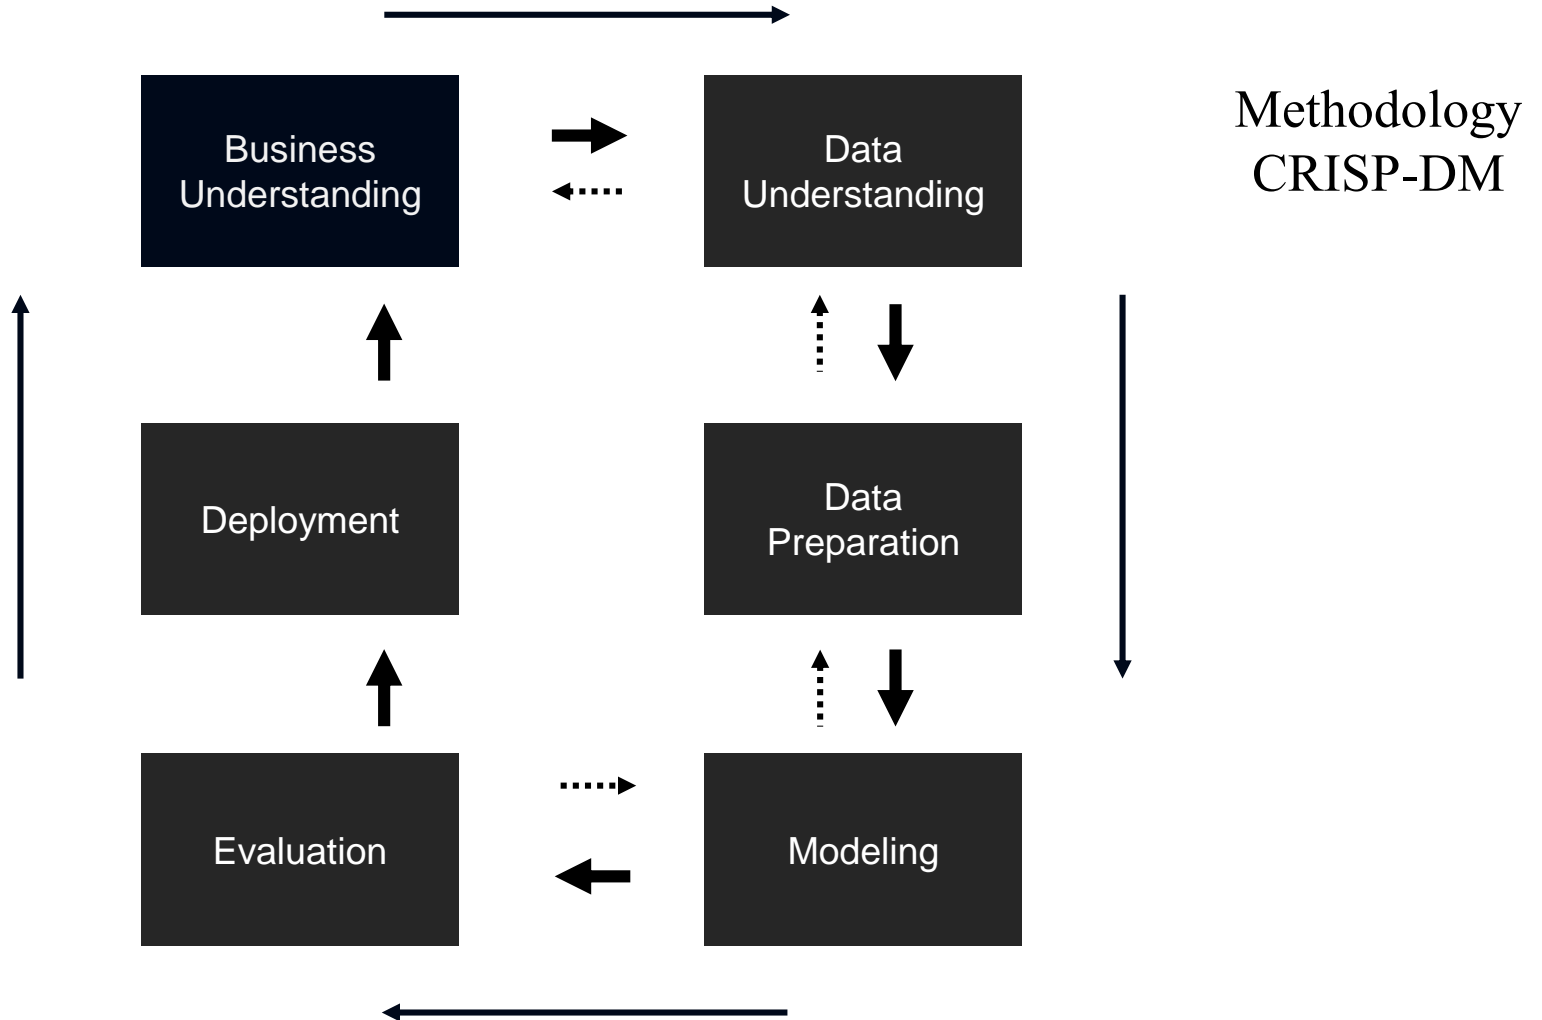 Business
Understanding
Data
Understanding
Methodology
CRISP-DM
Deployment
Data
Preparation
Evaluation
Modeling